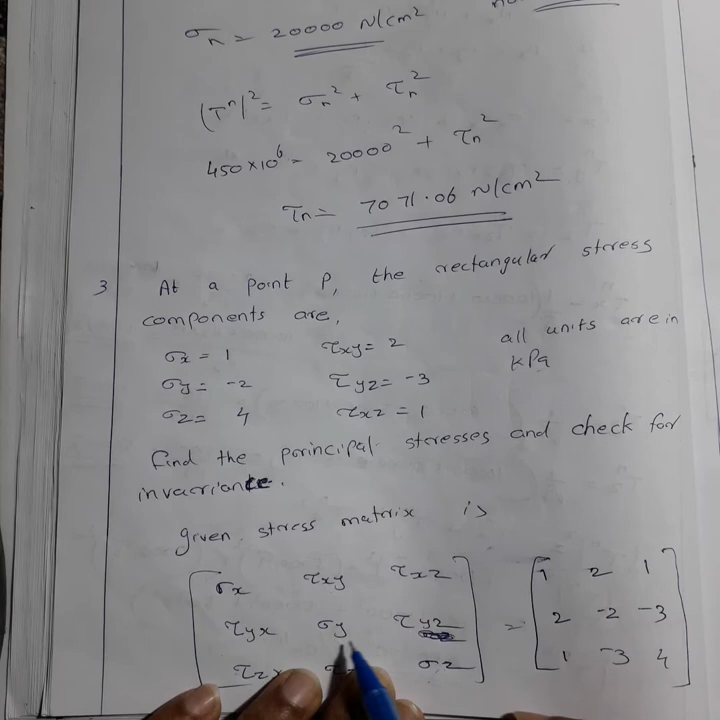 σn = 20000 N/cm²
(Tⁿ)² = σn² + τn²
450×10⁶ = 20000² + τn²
τn = 7071.06 N/cm²
3 At a point P, the rectangular stress
components are,
σx = 1 τxy = 2 all units are in
σy = -2 τyz = -3 kPa
σz = 4 τxz = 1
Find the principal stresses and check for
invariance.
given stress matrix is
[ σx τxy τxz ] = [ 1 2 1 ]
[ τyx σy τyz ] [ 2 -2 -3 ]
[ τzx σz ] [ 1 -3 4 ]